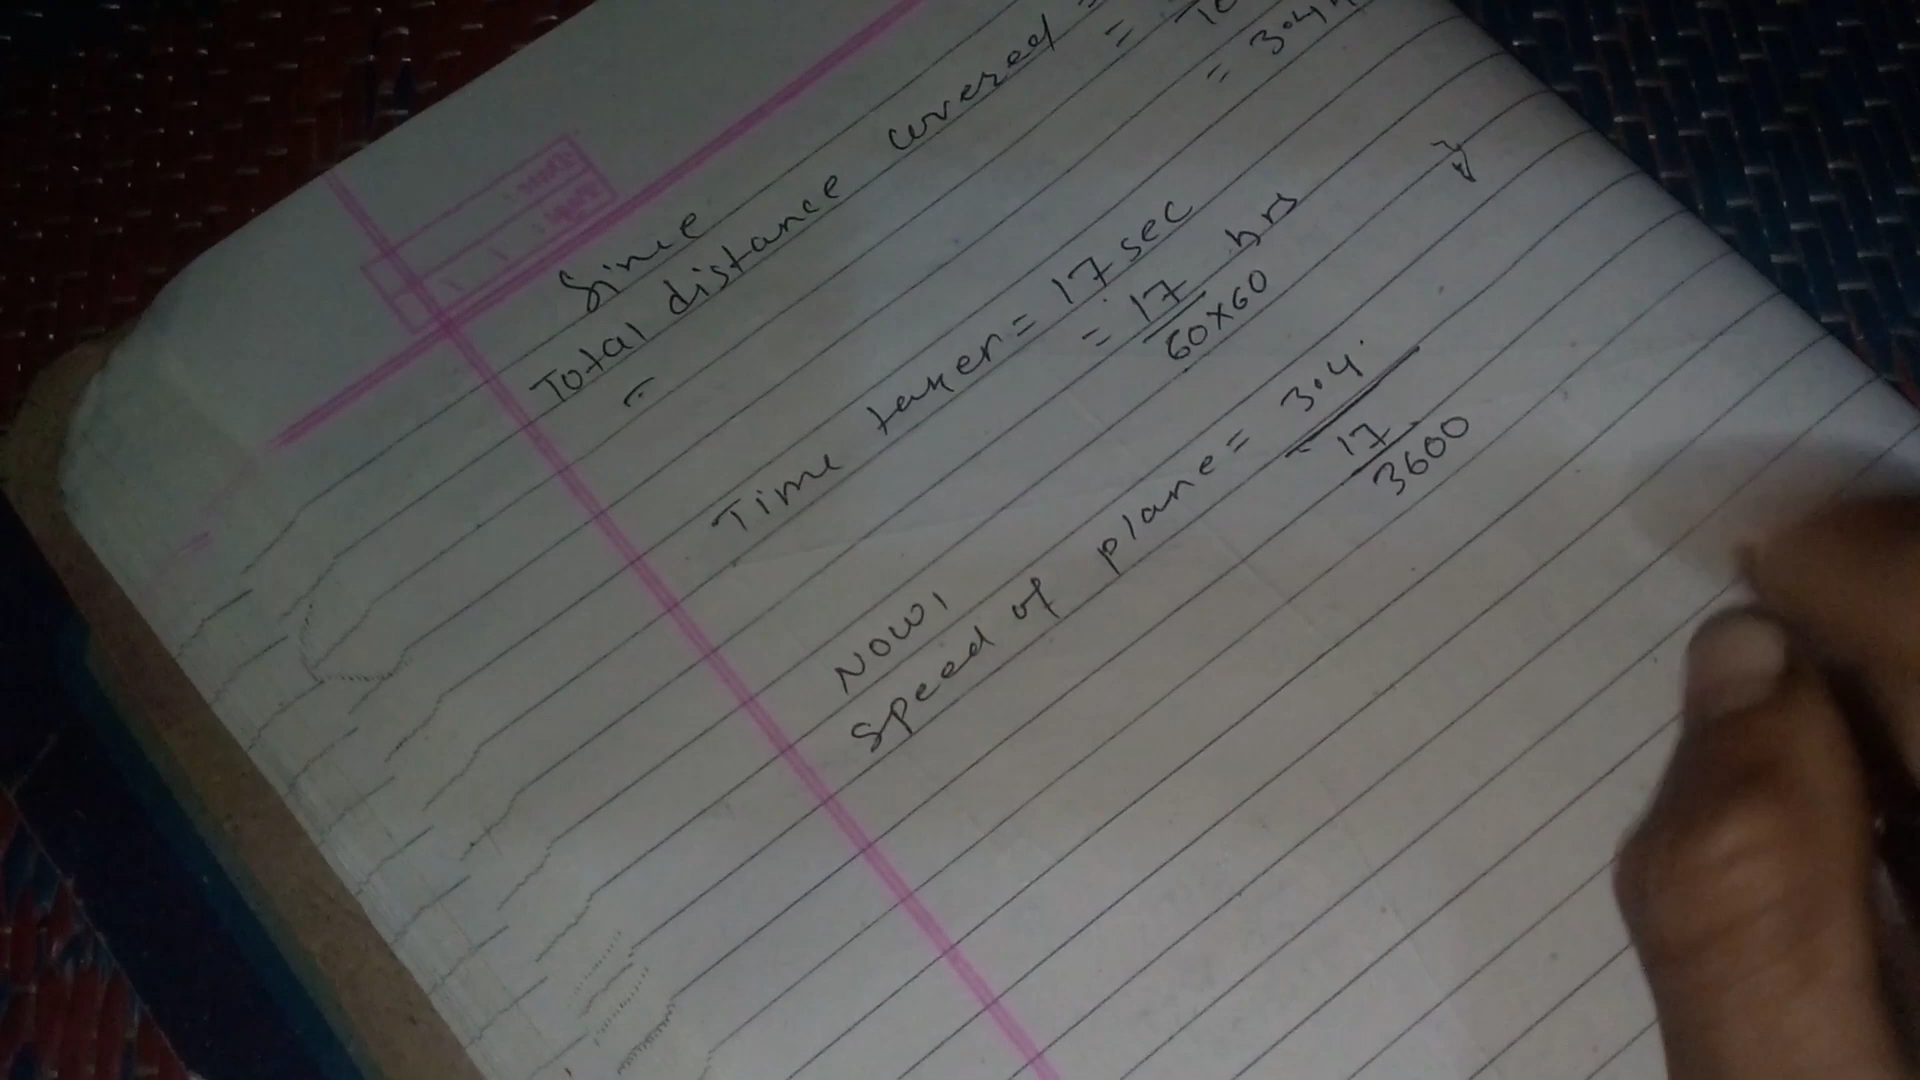 Since
Total distance covered =
=
= 3.4
∴
Time taken = 17 sec
= 17/60×60 hrs
Now,
Speed of plane = 3.4
17
3600